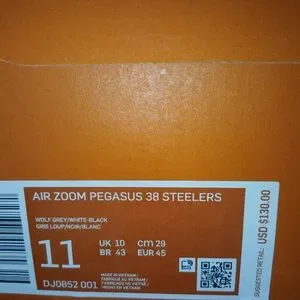 AIR ZOOM PEGASUS 38 STEELERS
WOLF GREY/WHITE-BLACK
GRIS LOUP/NOIR/BLANC
11
UK 10 CM 29
BR 43 EUR 45
DJ0852 001
MADE IN VIETNAM /
FABRIQUÉ AU VIETNAM /
FABRICADO EN VIETNAM /
HECHO EN VIETNAM
SUGGESTED RETAIL:
USD $130.00